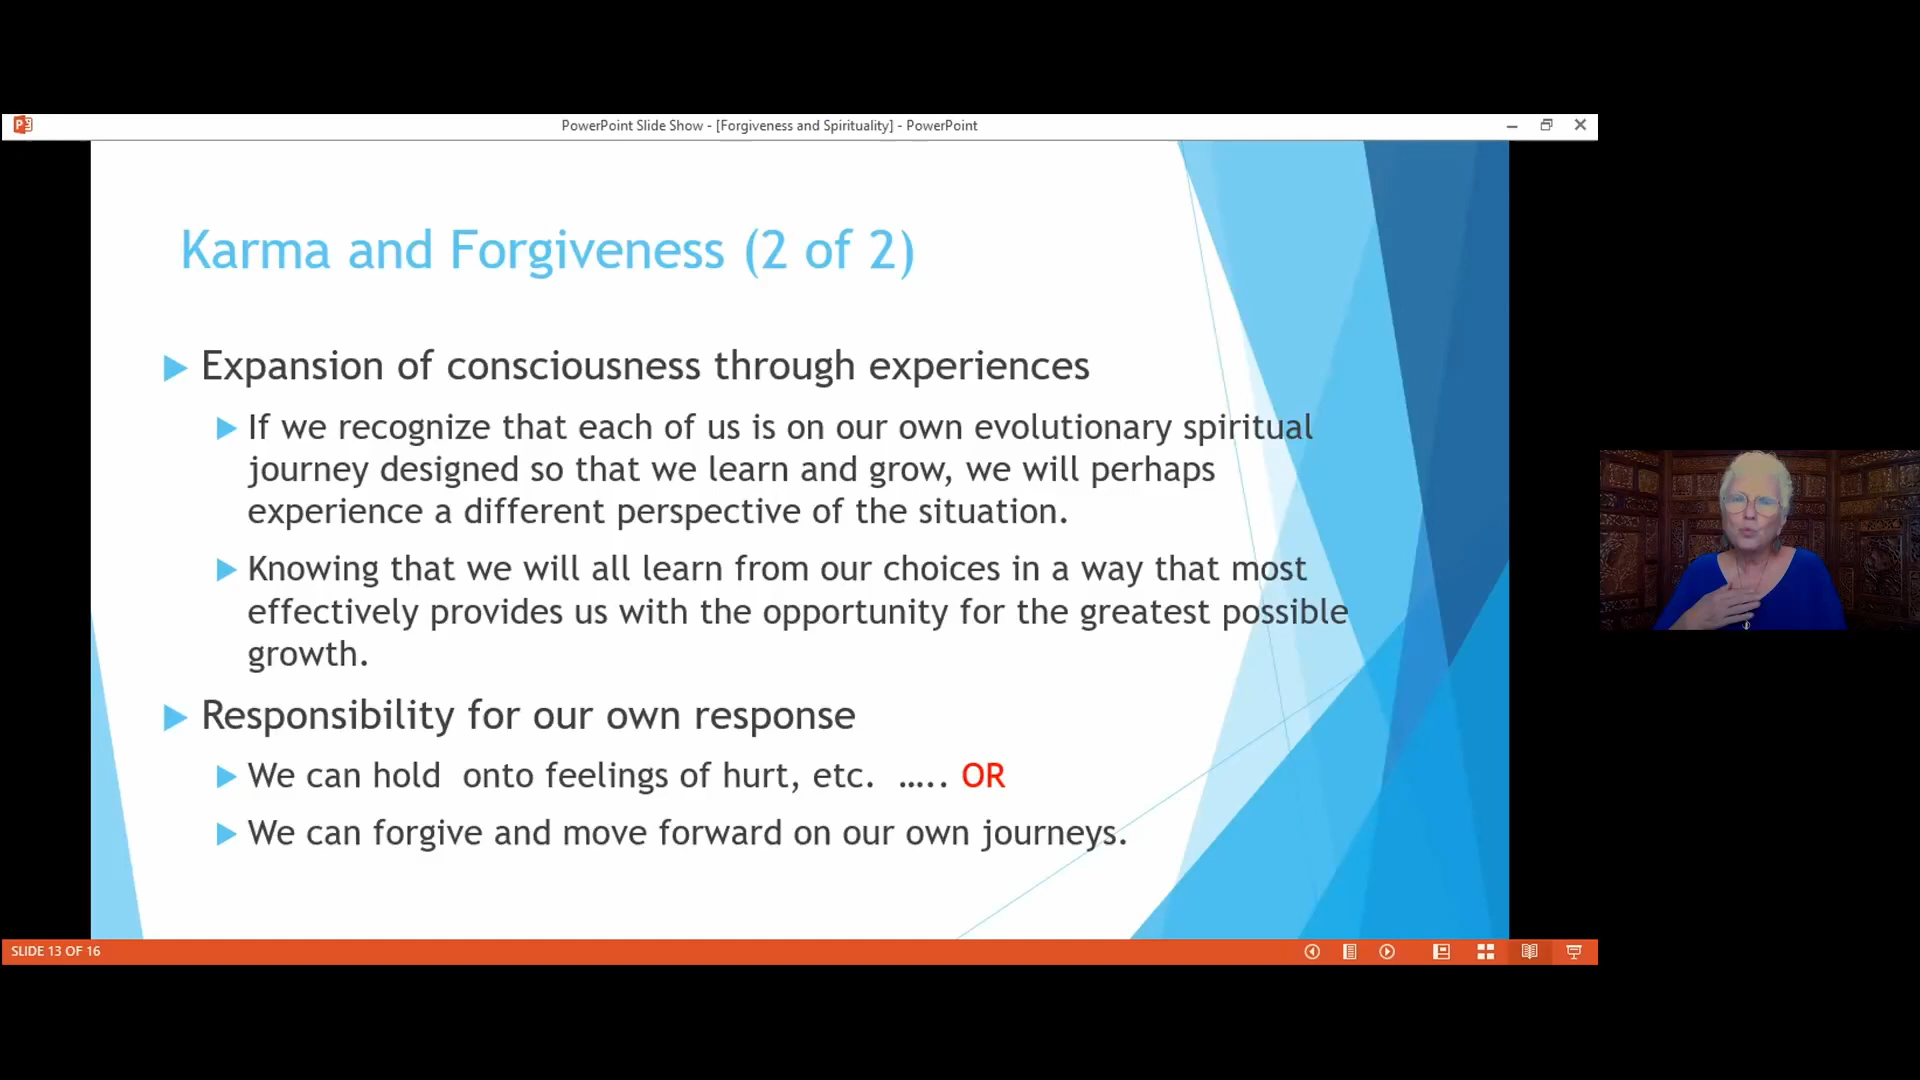 PowerPoint Slide Show - [Forgiveness and Spirituality] - PowerPoint
Karma and Forgiveness (2 of 2)
Expansion of consciousness through experiences
If we recognize that each of us is on our own evolutionary spiritual
journey designed so that we learn and grow, we will perhaps
experience a different perspective of the situation.
Knowing that we will all learn from our choices in a way that most
effectively provides us with the opportunity for the greatest possible
growth.
Responsibility for our own response
We can hold  onto feelings of hurt, etc.  ..... OR
We can forgive and move forward on our own journeys.
SLIDE 13 OF 16